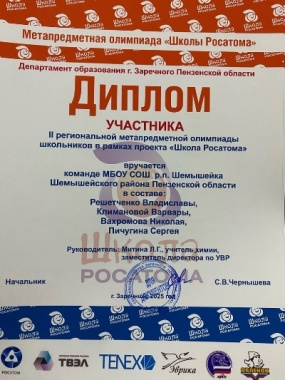 Метапредметная олимпиада «Школы Росатома»
Департамент образования г. Заречного Пензенской области
Диплом
УЧАСТНИКА
II региональной метапредметной олимпиады
школьников в рамках проекта «Школа Росатома»
вручается
команде МБОУ СОШ р.п. Шемышейка
Шемышейского района Пензенской области
в составе:
Решетченко Владиславы,
Климановой Варвары,
Вахромова Николая,
Пичугина Сергея
Руководитель: Митина Л.Г., учитель химии,
заместитель директора по УВР
Школа
РОСАТОМА
Начальник
С.В.Чернышева
г. Заречный, 2025 год
РОСАТОМ
ТВЭЛ
TENEX
Эврика